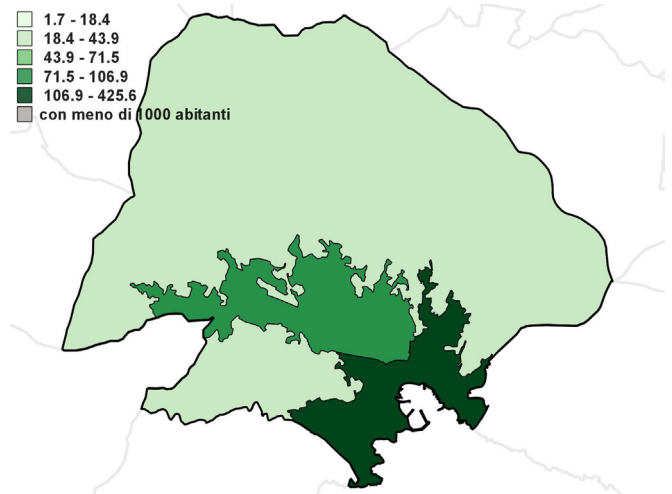 1.7 - 18.4
18.4 - 43.9
43.9 - 71.5
71.5 - 106.9
106.9 - 425.6
con meno di 1000 abitanti